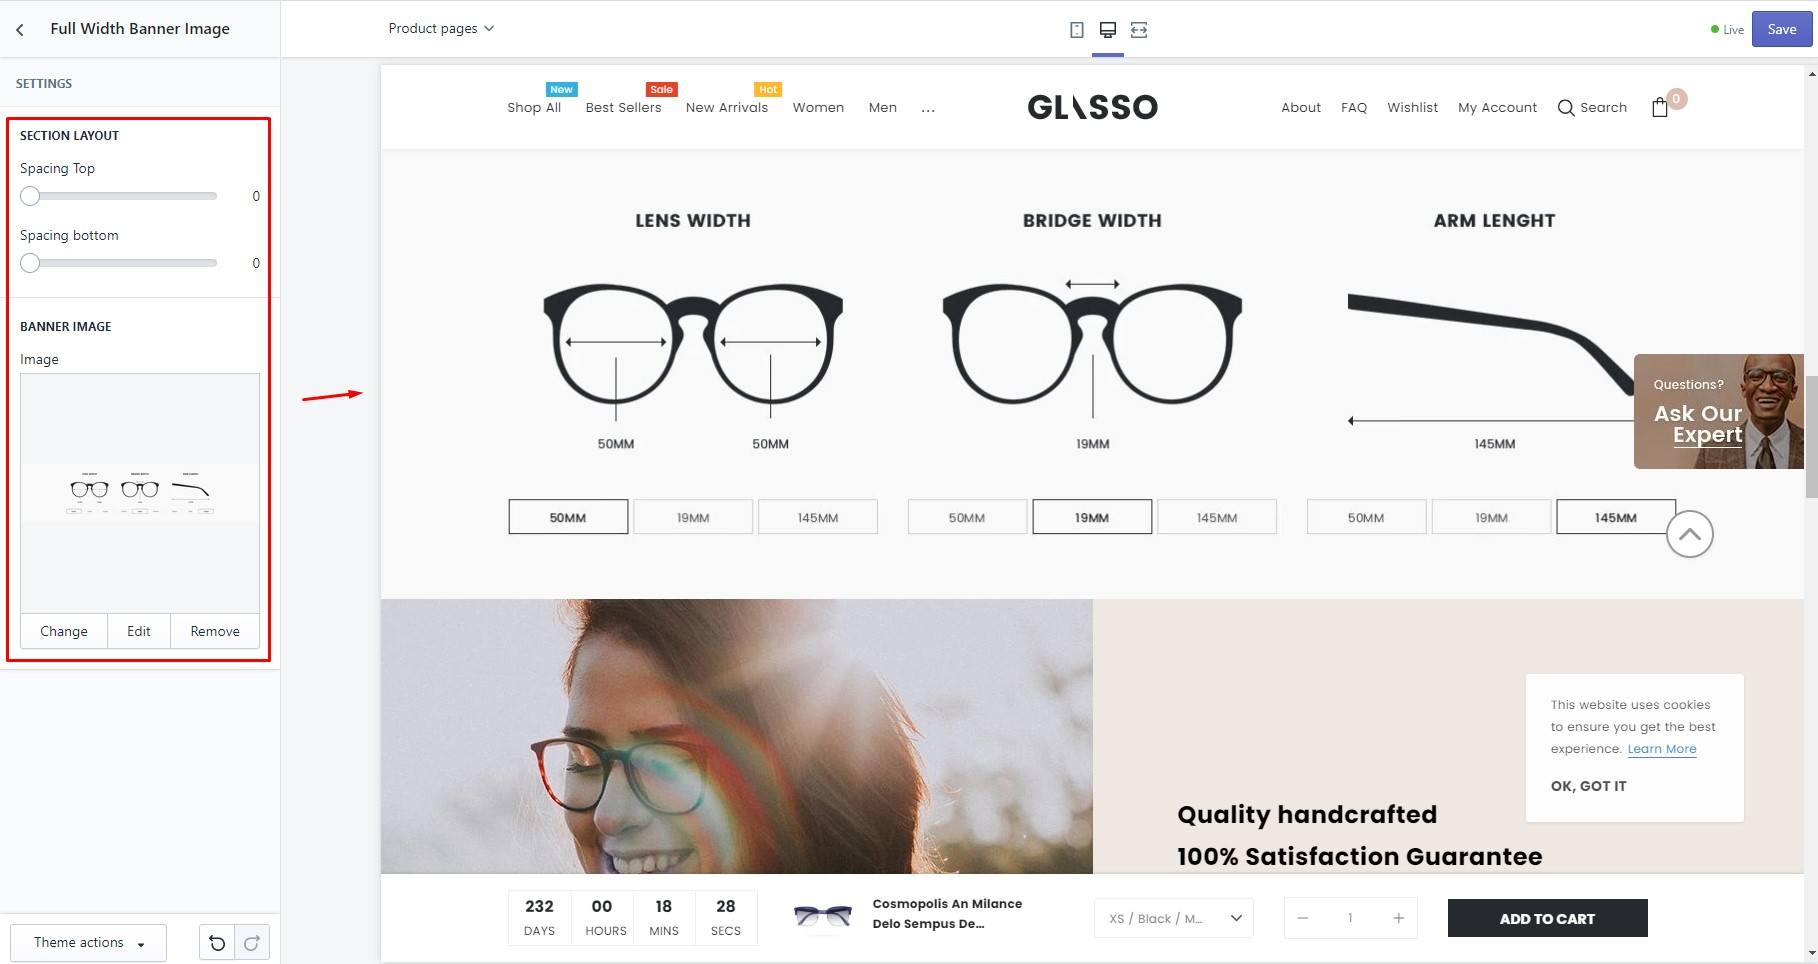 Full Width Banner Image
Product pages
Live
Save
SETTINGS
SECTION LAYOUT
Spacing Top
0
Spacing bottom
0
BANNER IMAGE
Image
Change
Edit
Remove
Theme actions
New
Sale
Hot
Shop All
Best Sellers
New Arrivals
Women
Men
...
GLASSO
About
FAQ
Wishlist
My Account
Search
0
LENS WIDTH
BRIDGE WIDTH
ARM LENGHT
50MM
50MM
19MM
145MM
50MM
19MM
145MM
50MM
19MM
145MM
50MM
19MM
145MM
Questions?
Ask Our
Expert
This website uses cookies
to ensure you get the best
experience. Learn More
OK, GOT IT
Quality handcrafted
100% Satisfaction Guarantee
232
00
18
28
DAYS
HOURS
MINS
SECS
Cosmopolis An Milance
Delo Sempus De...
XS / Black / M...
1
ADD TO CART